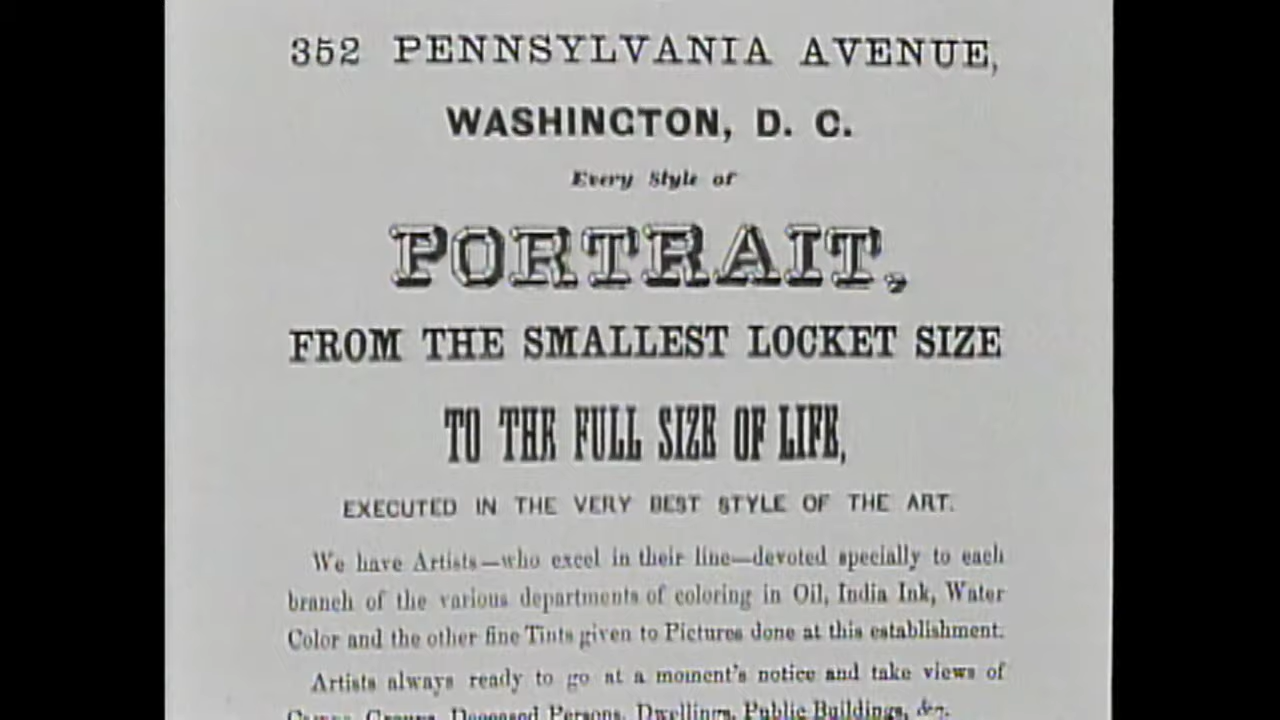 352 PENNSYLVANIA AVENUE,
WASHINGTON, D. C.
Every Style of
PORTRAIT,
FROM THE SMALLEST LOCKET SIZE
TO THE FULL SIZE OF LIFE,
EXECUTED IN THE VERY BEST STYLE OF THE ART.
We have Artists—who excel in their line—devoted specially to each
branch of the various departments of coloring in Oil, India Ink, Water
Color and the other fine Tints given to Pictures done at this establishment.
Artists always ready to go at a moment's notice and take views of
Camps, Groups, Deceased Persons, Dwellings, Public Buildings, &c.